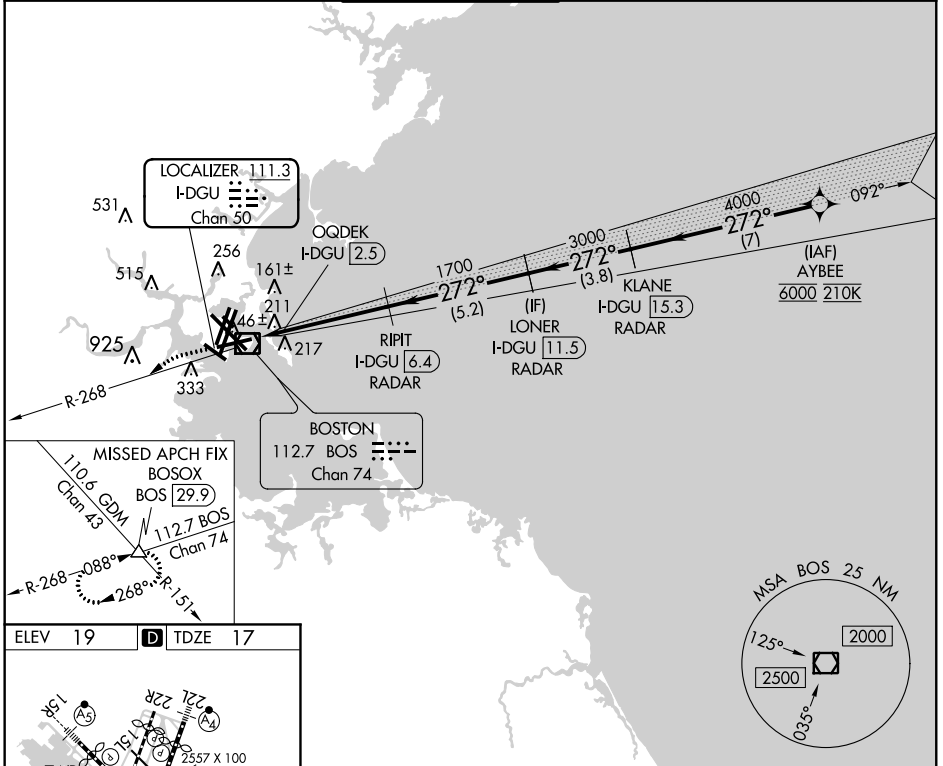 LOCALIZER 111.3
I-DGU
Chan 50
531
515
925
256
161±
211
46±
217
333
R-268
OQDEK
I-DGU 2.5
1700
272°
(5.2)
3000
272°
(3.8)
4000
272°
(7)
092°
RIPIT
I-DGU 6.4
RADAR
(IF)
LONER
I-DGU 11.5
RADAR
KLANE
I-DGU 15.3
RADAR
(IAF)
AYBEE
6000 210K
BOSTON
112.7 BOS
Chan 74
MISSED APCH FIX
BOSOX
BOS 29.9
110.6 GDM
Chan 43
112.7 BOS
Chan 74
R-268
088°
268°
R-151
MSA BOS 25 NM
125°
2000
2500
035°
ELEV 19 D TDZE 17
15R
A5
15L
22R
22L
A4
P
P
P
2557 X 100